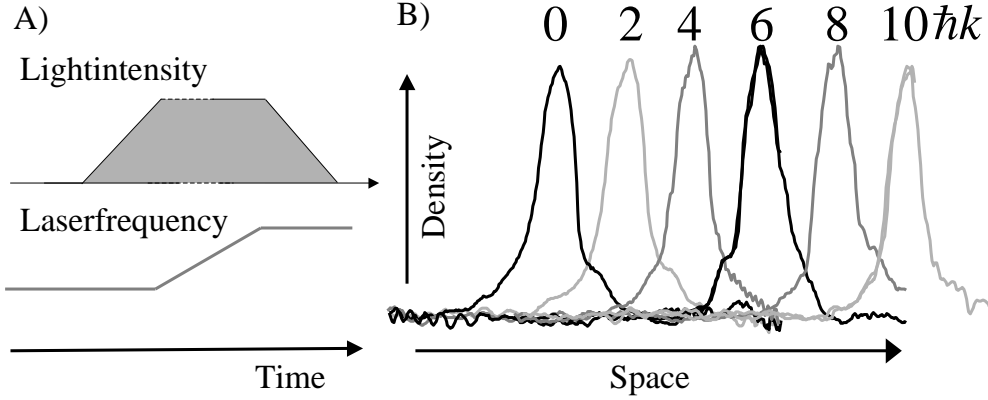 A)
Lightintensity
Laserfrequency
Time
B)
0 2 4 6 8 10ℏk
Density
Space